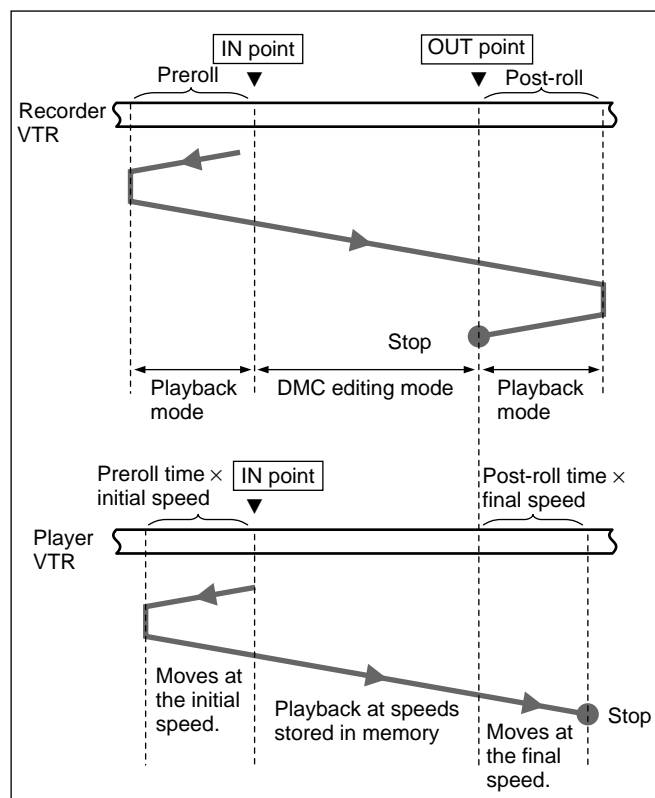 IN point
OUT point
Preroll
Post-roll
Recorder
VTR
Stop
Playback
mode
DMC editing mode
Playback
mode
Preroll time ×
initial speed
IN point
Post-roll time ×
final speed
Player
VTR
Moves at
the initial
speed.
Playback at speeds
stored in memory
Moves at
the final
speed.
Stop